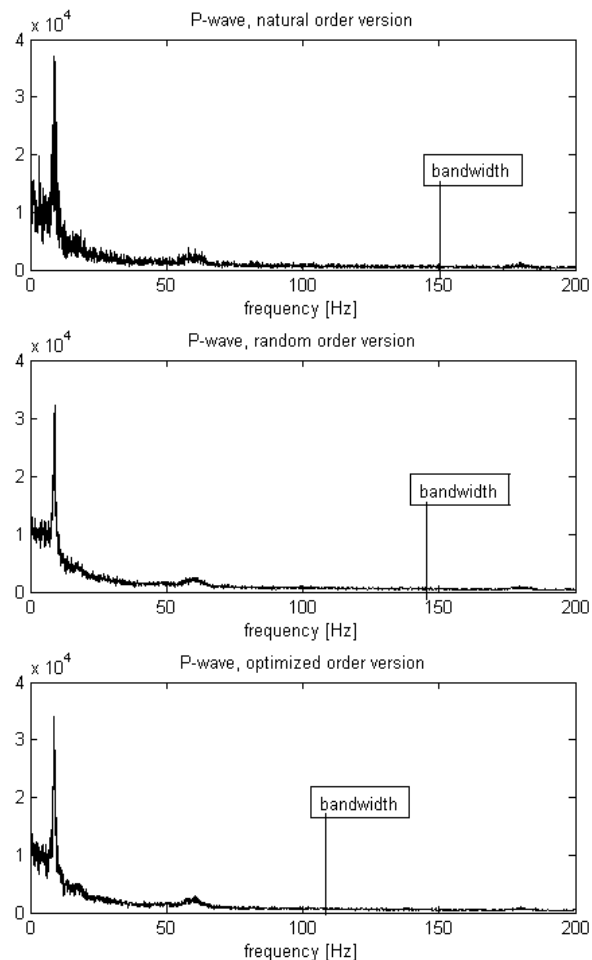 P-wave, natural order version
x 10^4
4
3
2
1
0
bandwidth
0 50 100 150 200
frequency [Hz]
P-wave, random order version
x 10^4
4
3
2
1
0
bandwidth
0 50 100 150 200
frequency [Hz]
P-wave, optimized order version
x 10^4
4
3
2
1
0
bandwidth
0 50 100 150 200
frequency [Hz]